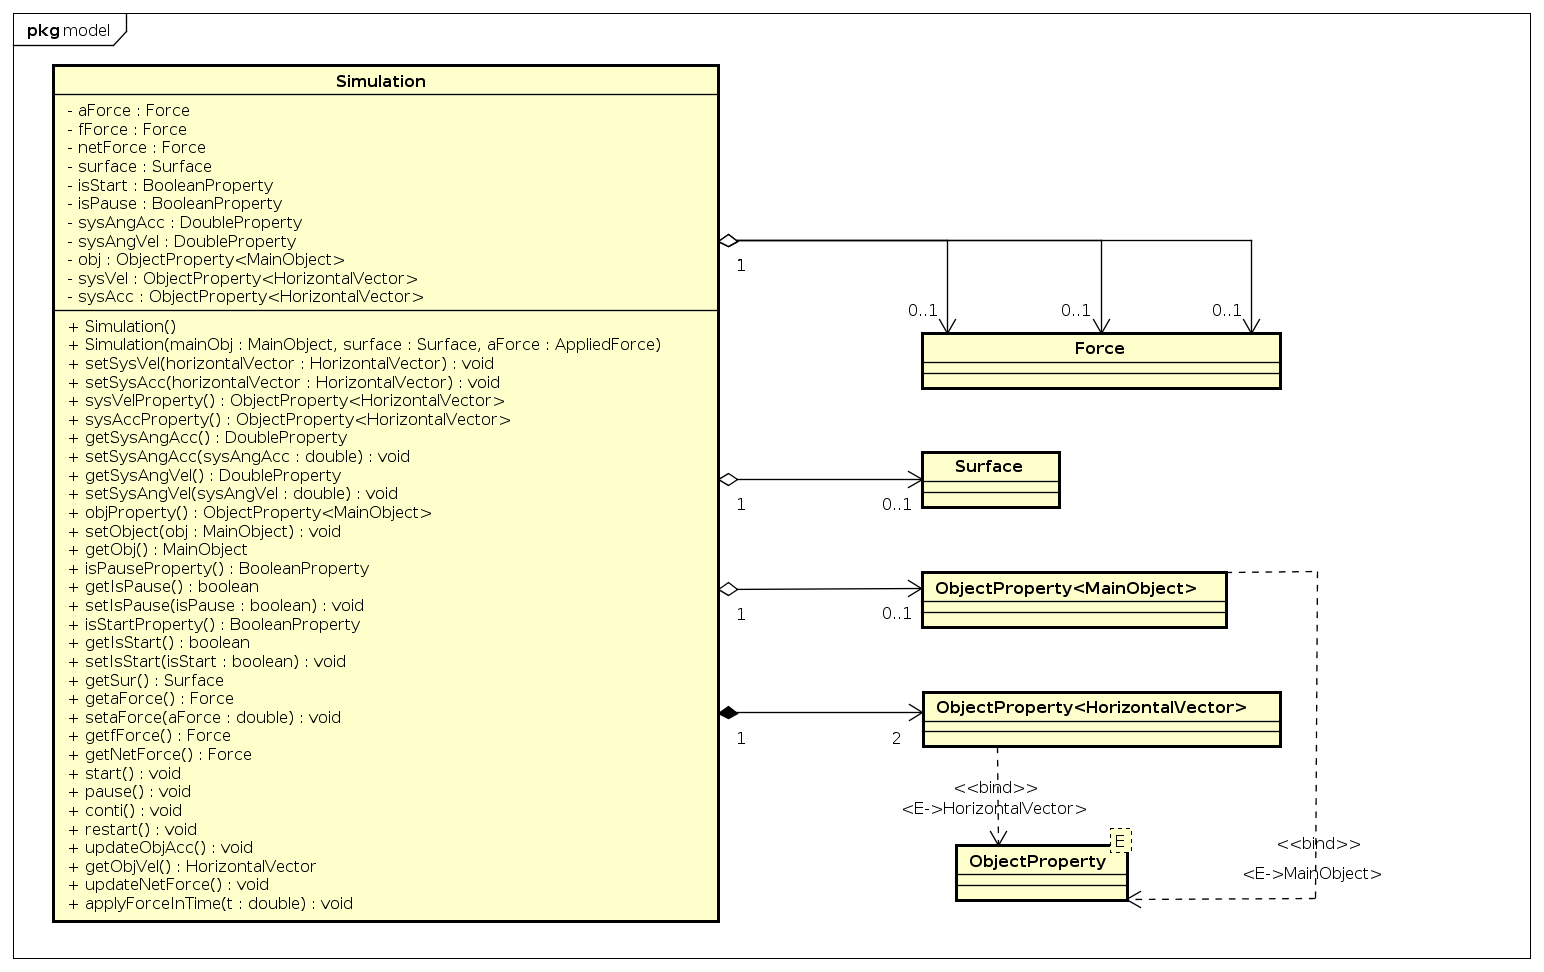 pkg model
Simulation
- aForce : Force
- fForce : Force
- netForce : Force
- surface : Surface
- isStart : BooleanProperty
- isPause : BooleanProperty
- sysAngAcc : DoubleProperty
- sysAngVel : DoubleProperty
- obj : ObjectProperty<MainObject>
- sysVel : ObjectProperty<HorizontalVector>
- sysAcc : ObjectProperty<HorizontalVector>
+ Simulation()
+ Simulation(mainObj : MainObject, surface : Surface, aForce : AppliedForce)
+ setSysVel(horizontalVector : HorizontalVector) : void
+ setSysAcc(horizontalVector : HorizontalVector) : void
+ sysVelProperty() : ObjectProperty<HorizontalVector>
+ sysAccProperty() : ObjectProperty<HorizontalVector>
+ getSysAngAcc() : DoubleProperty
+ setSysAngAcc(sysAngAcc : double) : void
+ getSysAngVel() : DoubleProperty
+ setSysAngVel(sysAngVel : double) : void
+ objProperty() : ObjectProperty<MainObject>
+ setObject(obj : MainObject) : void
+ getObj() : MainObject
+ isPauseProperty() : BooleanProperty
+ getIsPause() : boolean
+ setIsPause(isPause : boolean) : void
+ isStartProperty() : BooleanProperty
+ getIsStart() : boolean
+ setIsStart(isStart : boolean) : void
+ getSur() : Surface
+ getaForce() : Force
+ setaForce(aForce : double) : void
+ getfForce() : Force
+ getNetForce() : Force
+ start() : void
+ pause() : void
+ conti() : void
+ restart() : void
+ updateObjAcc() : void
+ getObjVel() : HorizontalVector
+ updateNetForce() : void
+ applyForceInTime(t : double) : void
1
0..1
0..1
0..1
Force
1
0..1
Surface
1
0..1
ObjectProperty<MainObject>
1
2
ObjectProperty<HorizontalVector>
<<bind>>
<E->HorizontalVector>
E
ObjectProperty
<<bind>>
<E->MainObject>